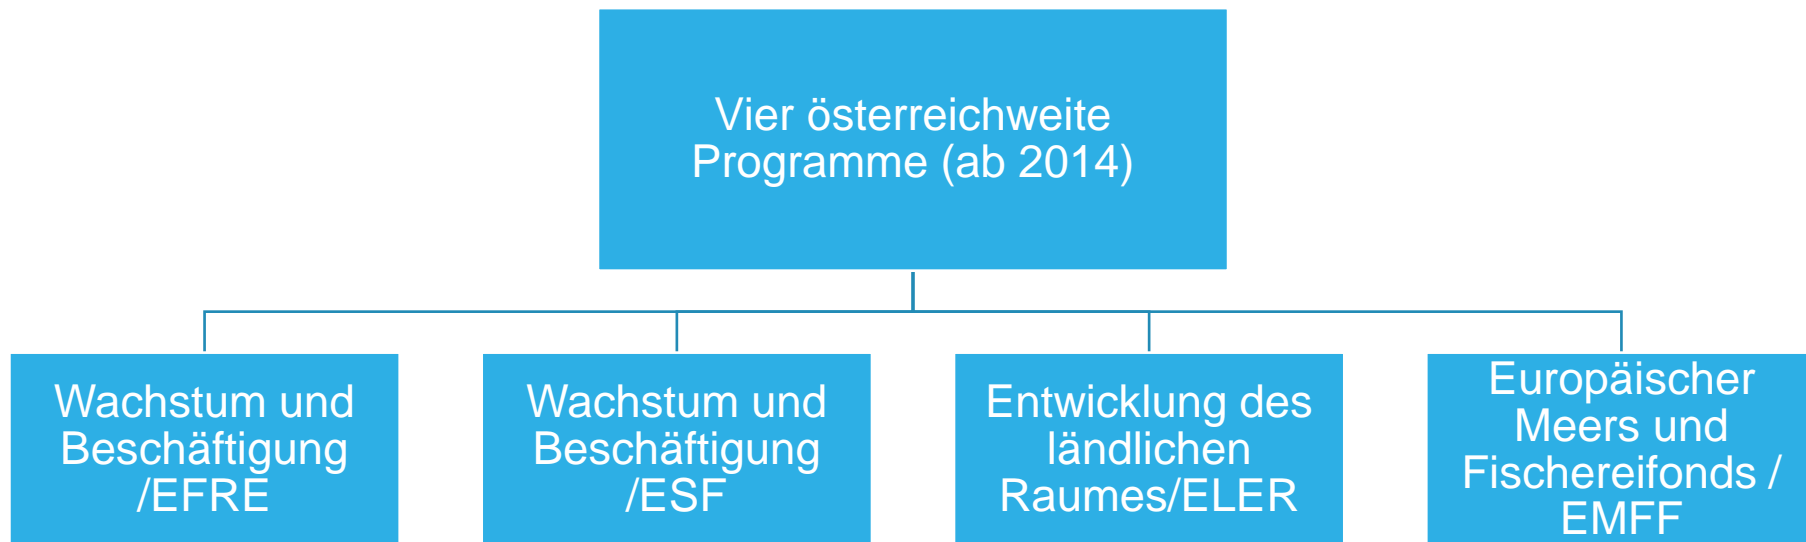 Vier österreichweite
Programme (ab 2014)
Wachstum und
Beschäftigung
/EFRE
Wachstum und
Beschäftigung
/ESF
Entwicklung des
ländlichen
Raumes/ELER
Europäischer
Meers und
Fischereifonds /
EMFF